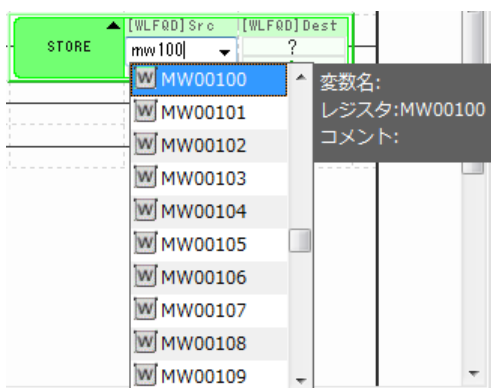 [WLFQD]Src [WLFQD]Dest
STORE
mw100 ?
W MW00100
W MW00101
W MW00102
W MW00103
W MW00104
W MW00105
W MW00106
W MW00107
W MW00108
W MW00109
変数名:
レジスタ:MW00100
コメント: